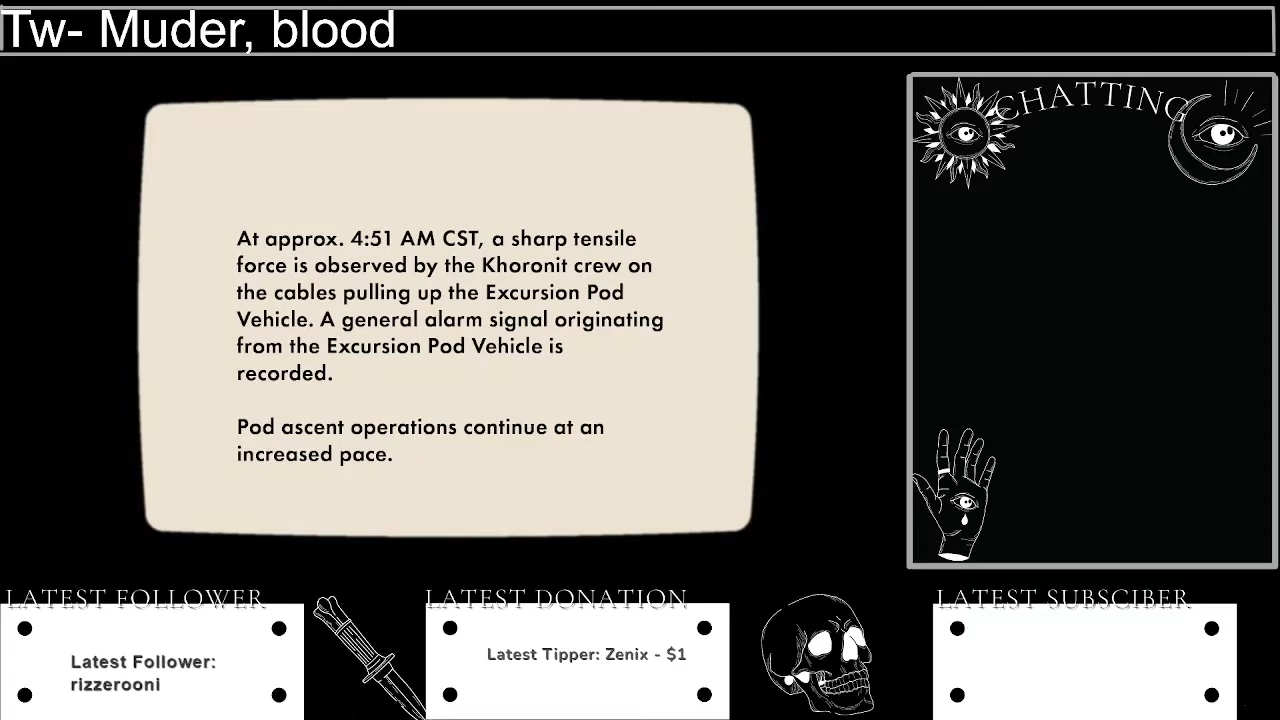 Tw- Muder, blood
CHATTING
At approx. 4:51 AM CST, a sharp tensile
force is observed by the Khoronit crew on
the cables pulling up the Excursion Pod
Vehicle. A general alarm signal originating
from the Excursion Pod Vehicle is
recorded.
Pod ascent operations continue at an
increased pace.
LATEST FOLLOWER
Latest Follower:
rizzerooni
LATEST DONATION
Latest Tipper: Zenix - $1
LATEST SUBSCIBER